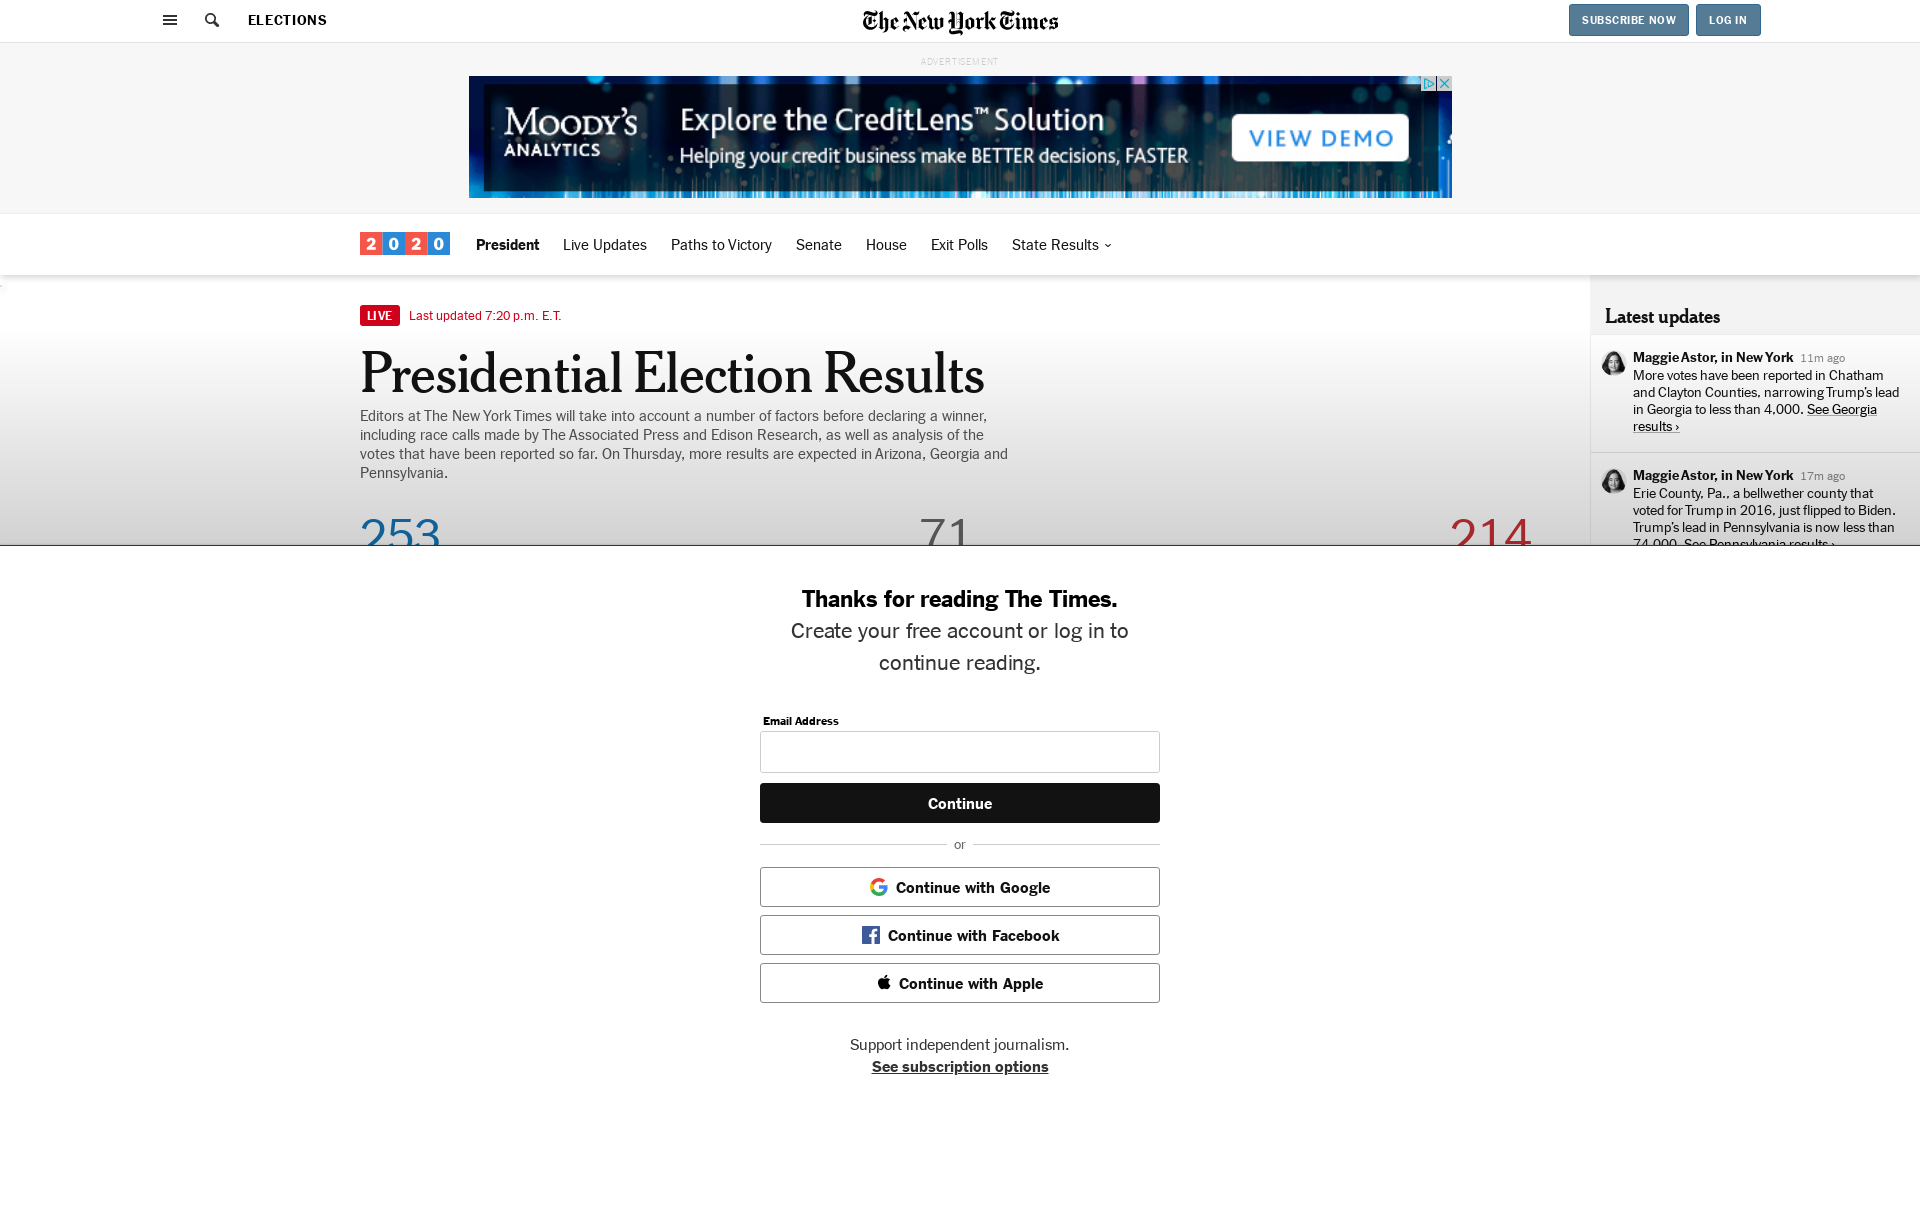 ELECTIONS
The New York Times
SUBSCRIBE NOW
LOG IN
ADVERTISEMENT
MOODY'S
ANALYTICS
Explore the CreditLens™ Solution
Helping your credit business make BETTER decisions, FASTER
VIEW DEMO
2020
President
Live Updates
Paths to Victory
Senate
House
Exit Polls
State Results
LIVE
Last updated 7:20 p.m. E.T.
Presidential Election Results
Editors at The New York Times will take into account a number of factors before declaring a winner,
including race calls made by The Associated Press and Edison Research, as well as analysis of the
votes that have been reported so far. On Thursday, more results are expected in Arizona, Georgia and
Pennsylvania.
253
71
214
Latest updates
Maggie Astor, in New York 11m ago
More votes have been reported in Chatham
and Clayton Counties, narrowing Trump's lead
in Georgia to less than 4,000. See Georgia
results ›
Maggie Astor, in New York 17m ago
Erie County, Pa., a bellwether county that
voted for Trump in 2016, just flipped to Biden.
Trump's lead in Pennsylvania is now less than
74,000. See Pennsylvania results ›
Thanks for reading The Times.
Create your free account or log in to
continue reading.
Email Address
Continue
or
Continue with Google
Continue with Facebook
Continue with Apple
Support independent journalism.
See subscription options